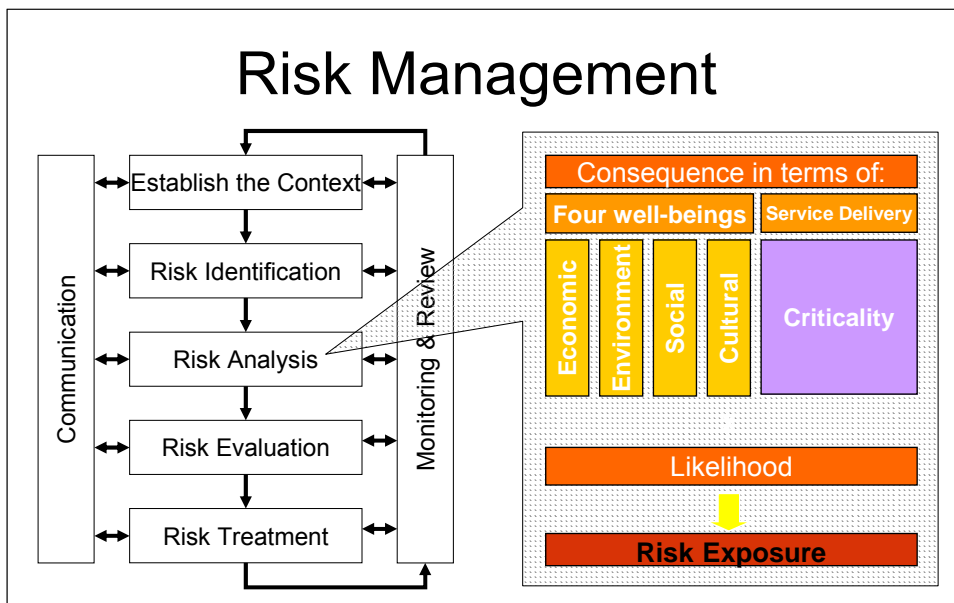 Risk Management
Communication
Establish the Context
Risk Identification
Risk Analysis
Risk Evaluation
Risk Treatment
Monitoring & Review
Consequence in terms of:
Four well-beings
Service Delivery
Economic
Environment
Social
Cultural
Criticality
Likelihood
Risk Exposure